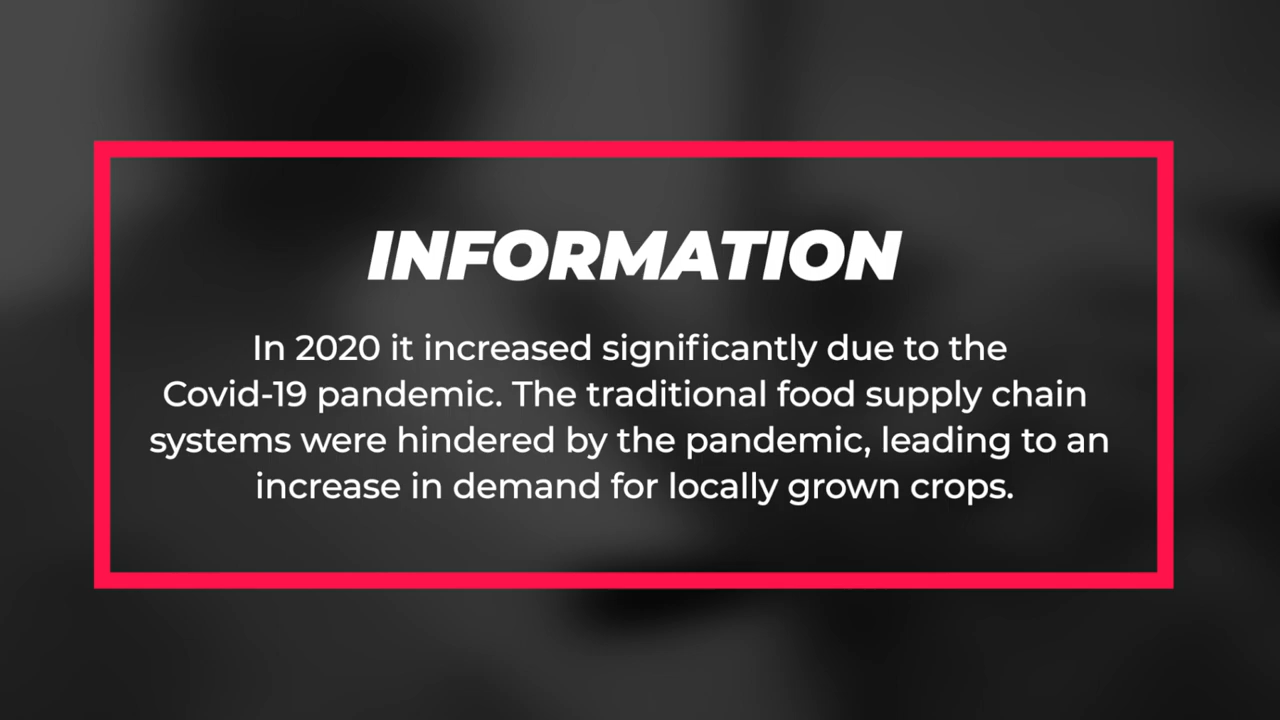 INFORMATION
In 2020 it increased significantly due to the
Covid-19 pandemic. The traditional food supply chain
systems were hindered by the pandemic, leading to an
increase in demand for locally grown crops.